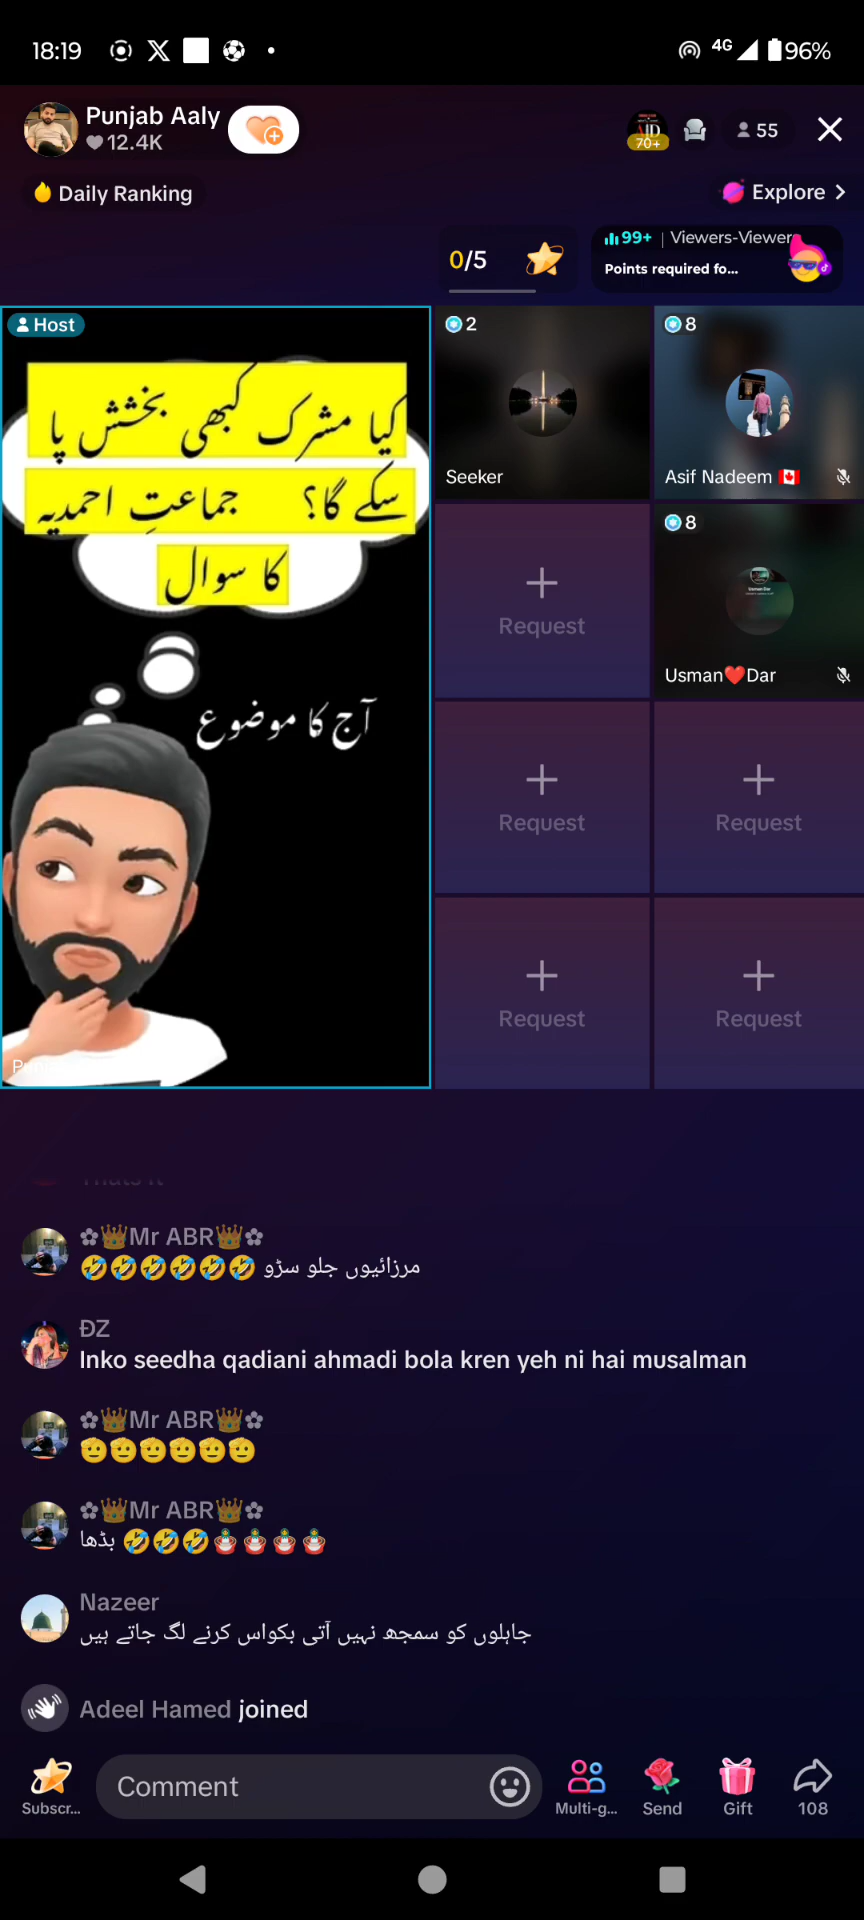 18:19
4G
96%
Punjab Aaly
12.4K
70+
55
Daily Ranking
Explore
0/5
99+ | Viewers-Viewer
Points required fo...
Host
کیا مشرک کبھی بخشش پا
سکے گا؟ جماعتِ احمدیہ
کا سوال
آج کا موضوع
2
Seeker
8
Asif Nadeem 🇨🇦
Request
8
Usman❤️Dar
Request
Request
Request
Request
Thats it
✿👑Mr ABR👑✿
مرزائیوں جلو سڑو 🤣🤣🤣🤣🤣🤣
ĐZ
Inko seedha qadiani ahmadi bola kren yeh ni hai musalman
✿👑Mr ABR👑✿
🫡🫡🫡🫡🫡🫡
✿👑Mr ABR👑✿
بڈھا 🤣🤣🤣🪆🪆🪆🪆
Nazeer
جاہلوں کو سمجھ نہیں آتی بکواس کرنے لگ جاتے ہیں
Adeel Hamed joined
Comment
Subscr...
Multi-g...
Send
Gift
108